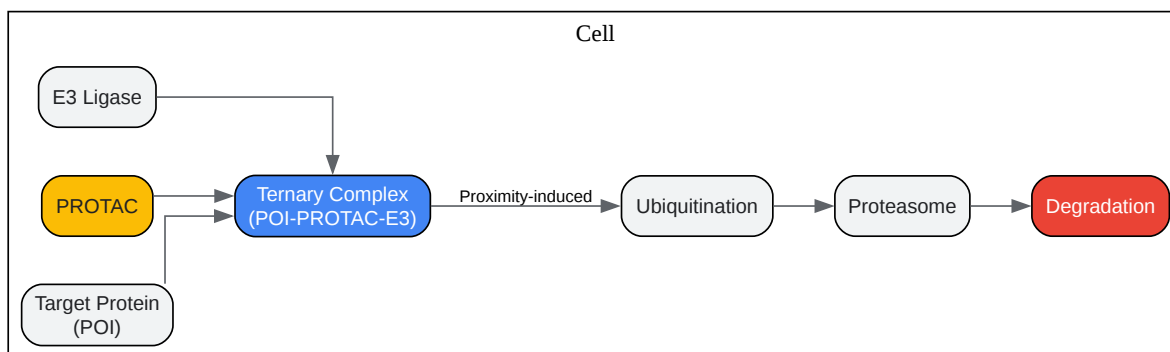 Cell
E3 Ligase
PROTAC
Target Protein
(POI)
Ternary Complex
(POI-PROTAC-E3)
Proximity-induced
Ubiquitination
Proteasome
Degradation